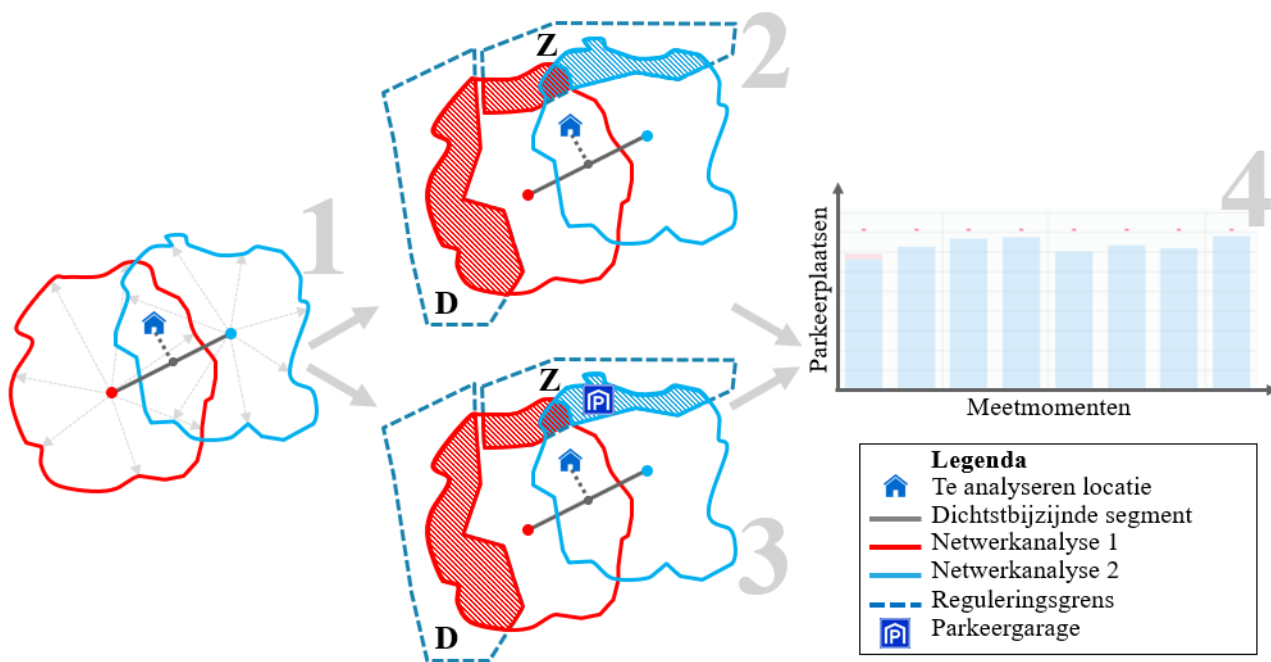 1
2
Z
D
3
Z
P
D
4
Parkeerplaatsen
Meetmomenten
Legenda
Te analyseren locatie
Dichtstbijzijnde segment
Netwerkanalyse 1
Netwerkanalyse 2
Reguleringsgrens
P
Parkeergarage